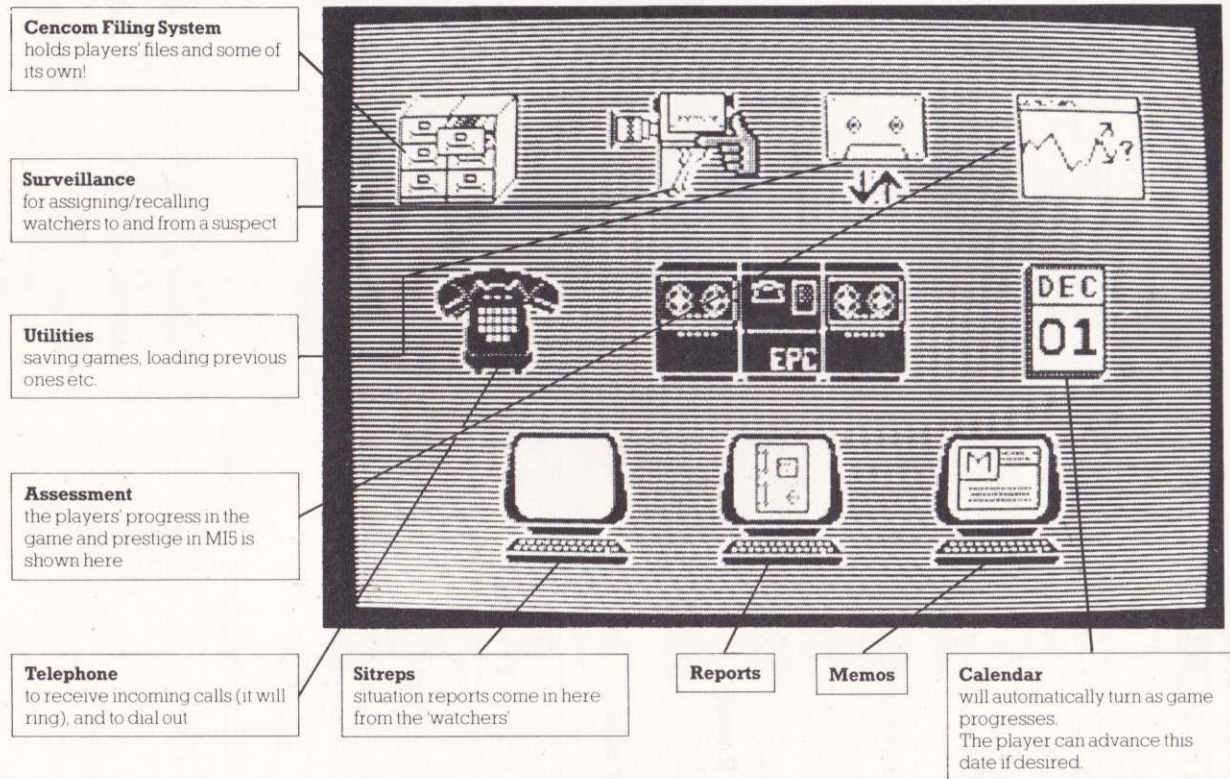 Cencom Filing System
holds players' files and some of
its own!
Surveillance
for assigning/recalling
watchers to and from a suspect
Utilities
saving games, loading previous
ones etc.
Assessment
the players' progress in the
game and prestige in MI5 is
shown here
Telephone
to receive incoming calls (it will
ring), and to dial out
?
DEC
01
EPC
M
Sitreps
situation reports come in here
from the 'watchers'
Reports
Memos
Calendar
will automatically turn as game
progresses.
The player can advance this
date if desired.